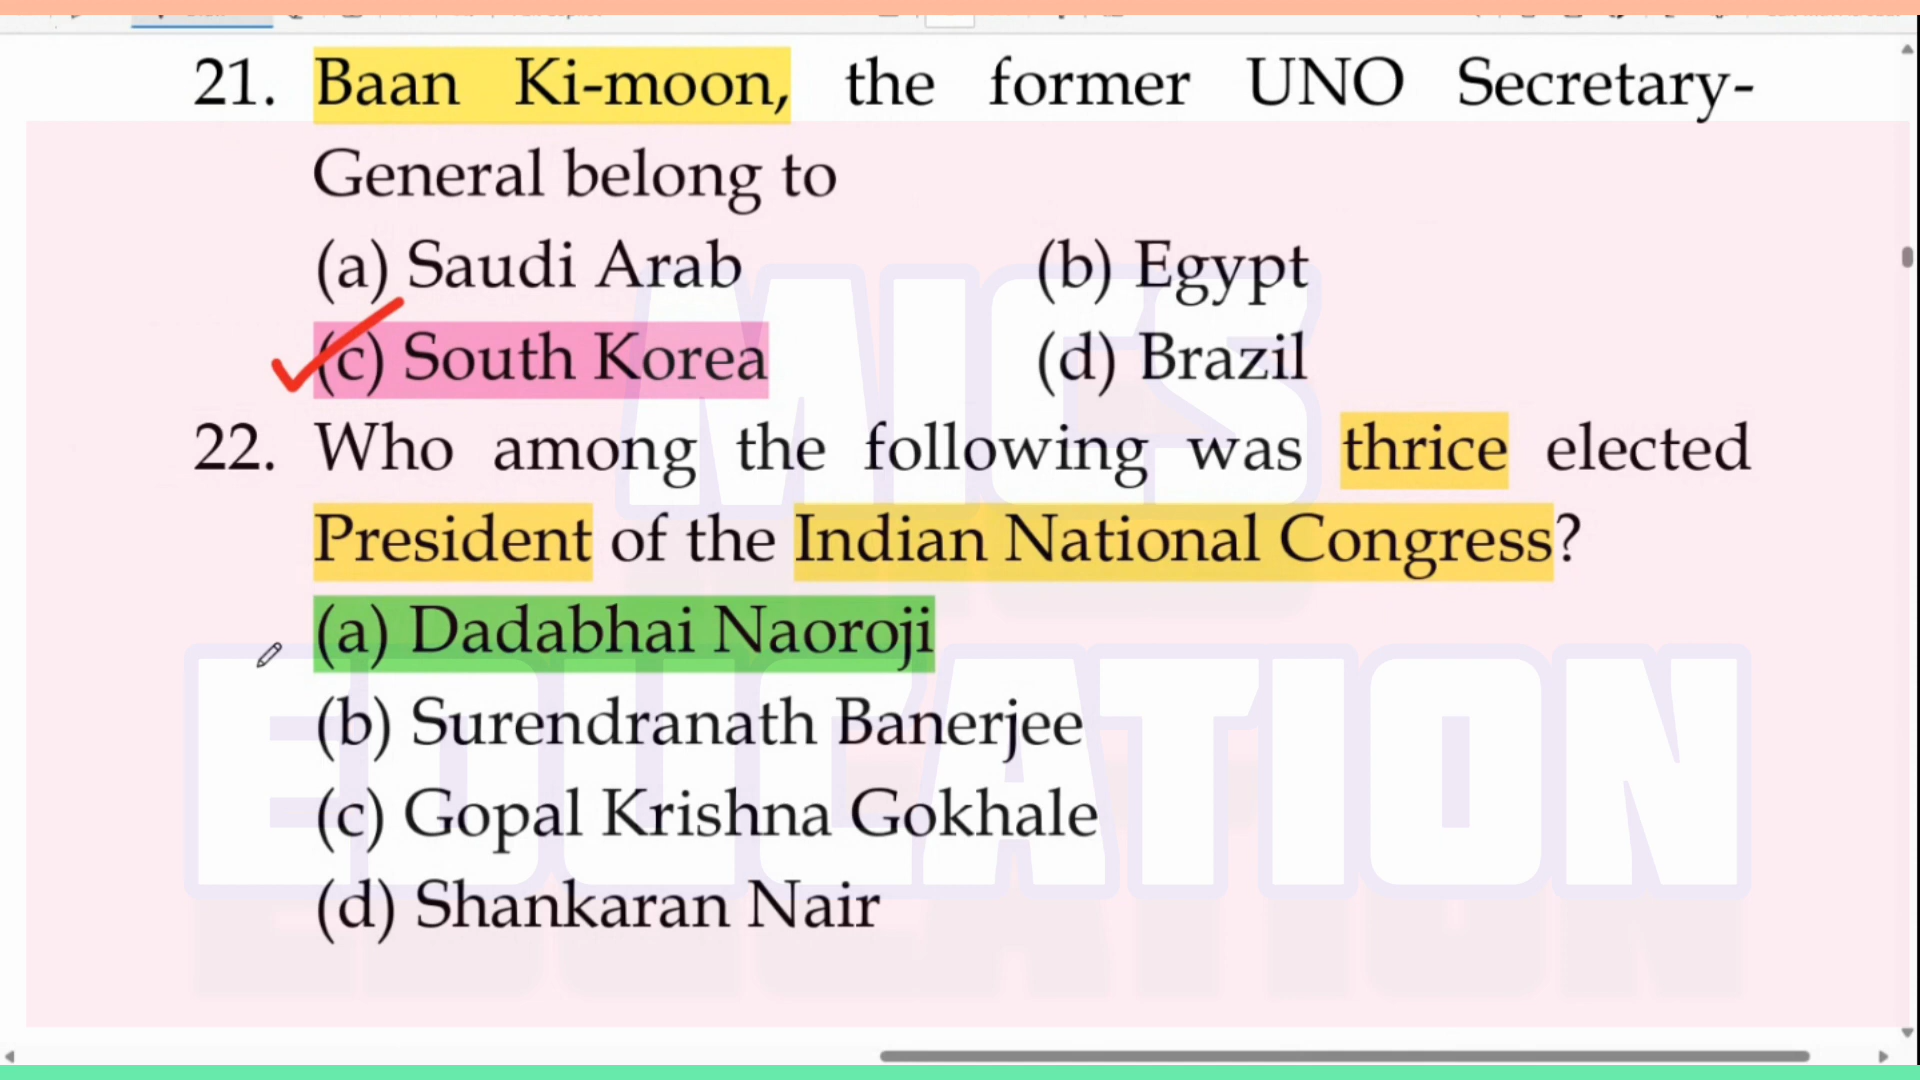 21. Baan Ki-moon, the former UNO Secretary-
General belong to
(a) Saudi Arab (b) Egypt
(c) South Korea (d) Brazil
22. Who among the following was thrice elected
President of the Indian National Congress?
(a) Dadabhai Naoroji
(b) Surendranath Banerjee
(c) Gopal Krishna Gokhale
(d) Shankaran Nair
MICS
EDUCATION